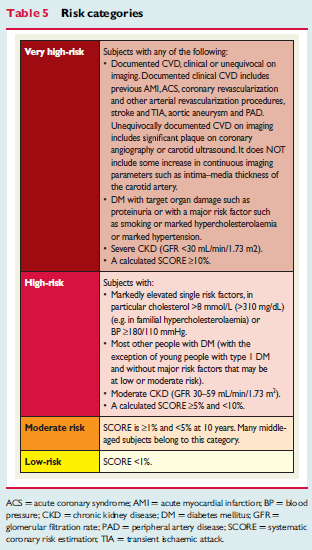 Table 5 Risk categories
Very high-risk
Subjects with any of the following:
• Documented CVD, clinical or unequivocal on
imaging. Documented clinical CVD includes
previous AMI, ACS, coronary revascularization
and other arterial revascularization procedures,
stroke and TIA, aortic aneurysm and PAD.
Unequivocally documented CVD on imaging
includes significant plaque on coronary
angiography or carotid ultrasound. It does NOT
include some increase in continuous imaging
parameters such as intima–media thickness of
the carotid artery.
• DM with target organ damage such as
proteinuria or with a major risk factor such
as smoking or marked hypercholesterolaemia
or marked hypertension.
• Severe CKD (GFR <30 mL/min/1.73 m2).
• A calculated SCORE ≥10%.
High-risk
Subjects with:
• Markedly elevated single risk factors, in
particular cholesterol >8 mmol/L (>310 mg/dL)
(e.g. in familial hypercholesterolaemia) or
BP ≥180/110 mmHg.
• Most other people with DM (with the
exception of young people with type 1 DM
and without major risk factors that may be
at low or moderate risk).
• Moderate CKD (GFR 30–59 mL/min/1.73 m²).
• A calculated SCORE ≥5% and <10%.
Moderate risk
SCORE is ≥1% and <5% at 10 years. Many middle-
aged subjects belong to this category.
Low-risk
SCORE <1%.
ACS = acute coronary syndrome; AMI = acute myocardial infarction; BP = blood
pressure; CKD = chronic kidney disease; DM = diabetes mellitus; GFR =
glomerular filtration rate; PAD = peripheral artery disease; SCORE = systematic
coronary risk estimation; TIA = transient ischaemic attack.